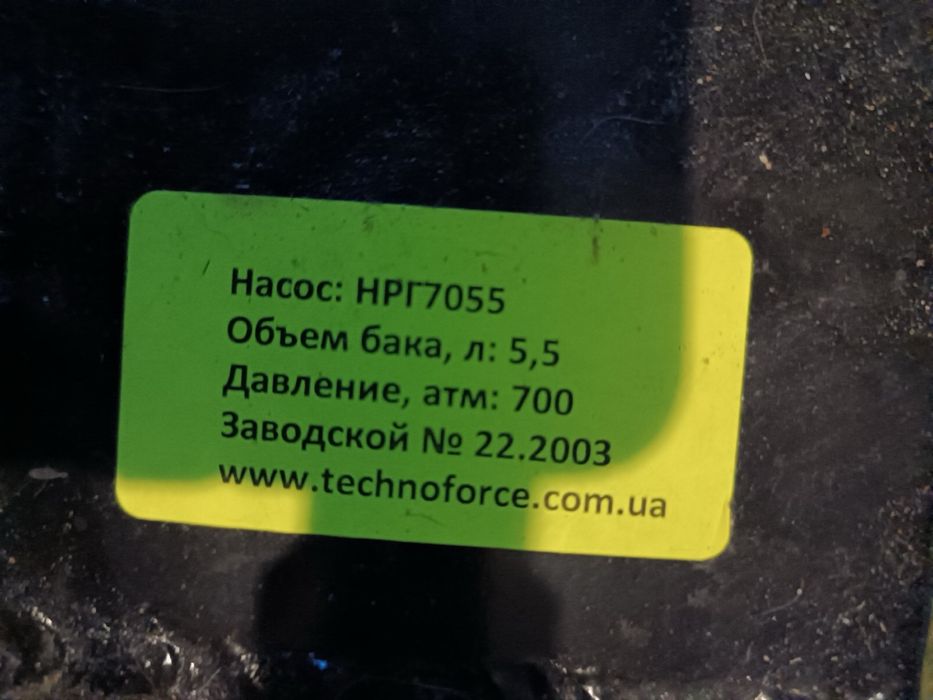 Насос: НРГ7055
Объем бака, л: 5,5
Давление, атм: 700
Заводской № 22.2003
www.technoforce.com.ua